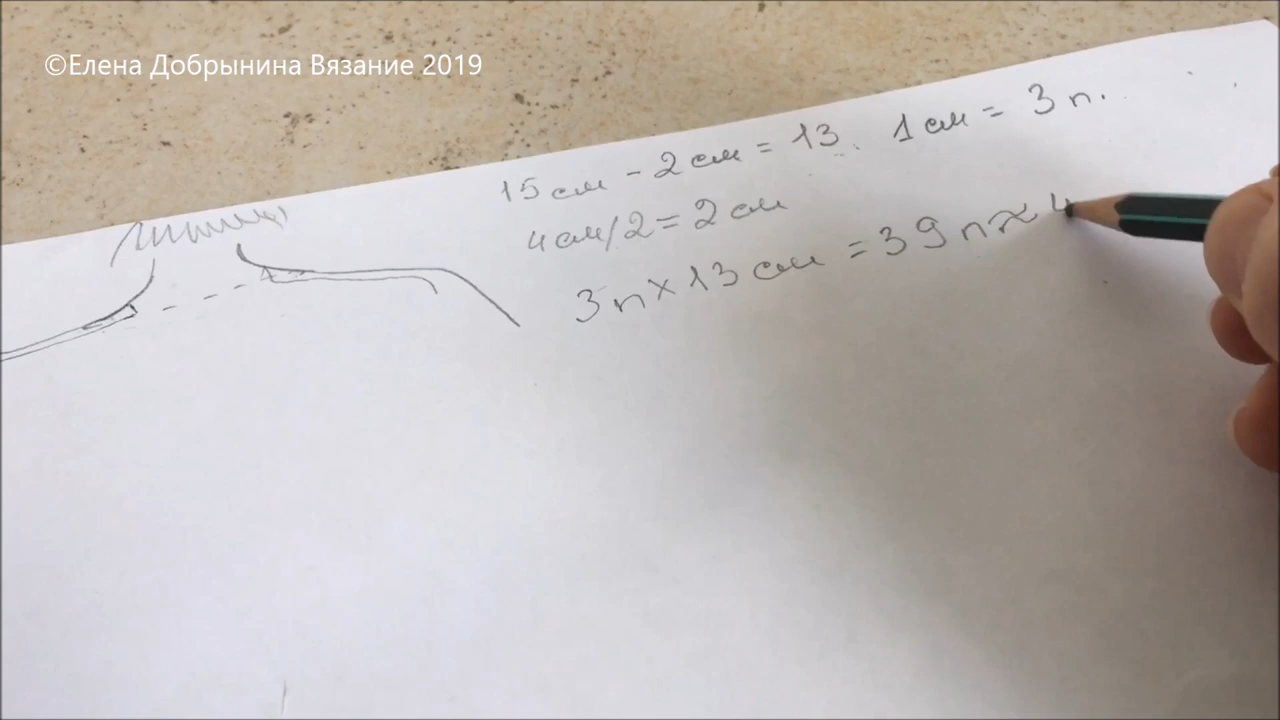 ©Елена Добрынина Вязание 2019
15 см - 2 см = 13. 1 см = 3 п.
4 см/2 = 2 см
3 п × 13 см = 39 п ≈ 4